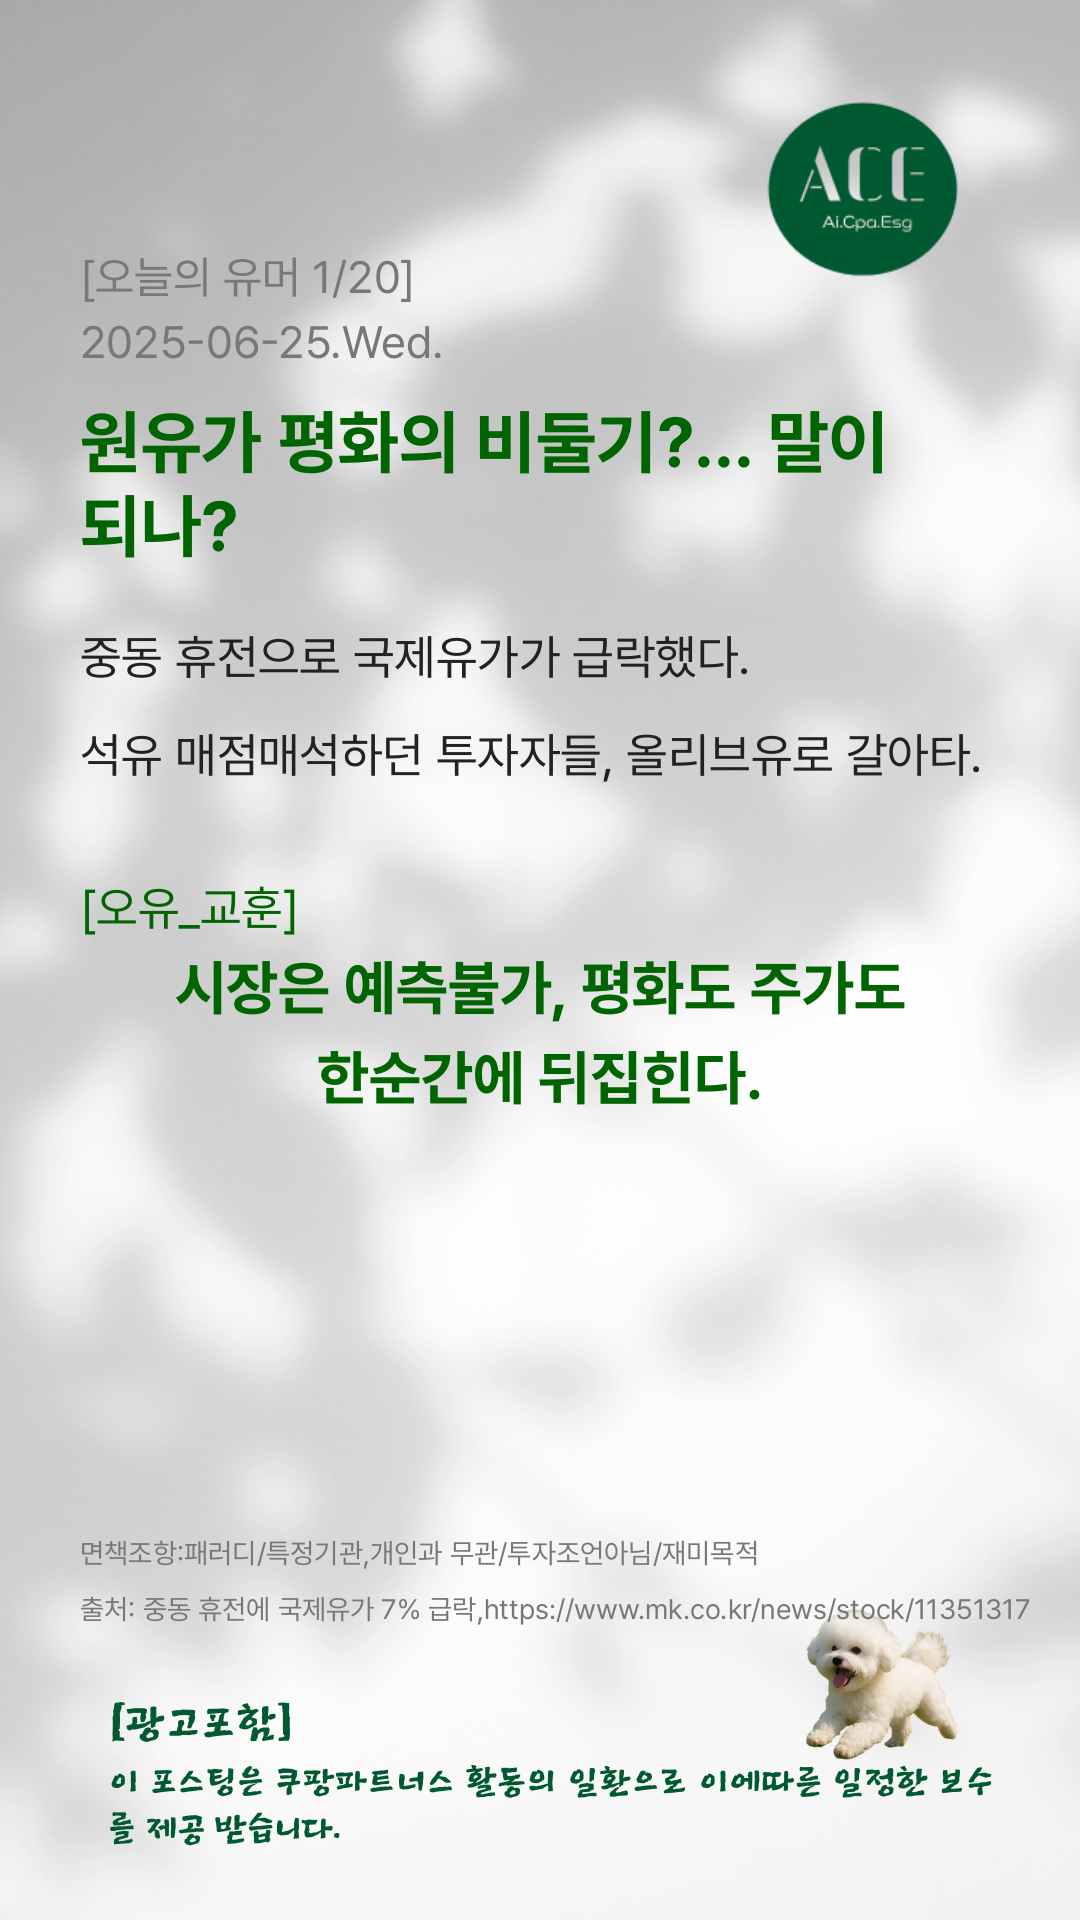 ACE
Ai.Cpa.Esg
[오늘의 유머 1/20]
2025-06-25.Wed.
원유가 평화의 비둘기?... 말이
되나?
중동 휴전으로 국제유가가 급락했다.
석유 매점매석하던 투자자들, 올리브유로 갈아타.
[오유_교훈]
시장은 예측불가, 평화도 주가도
한순간에 뒤집힌다.
면책조항:패러디/특정기관,개인과 무관/투자조언아님/재미목적
출처: 중동 휴전에 국제유가 7% 급락,https://www.mk.co.kr/news/stock/11351317
[광고포함]
이 포스팅은 쿠팡파트너스 활동의 일환으로 이에따른 일정한 보수
를 제공 받습니다.